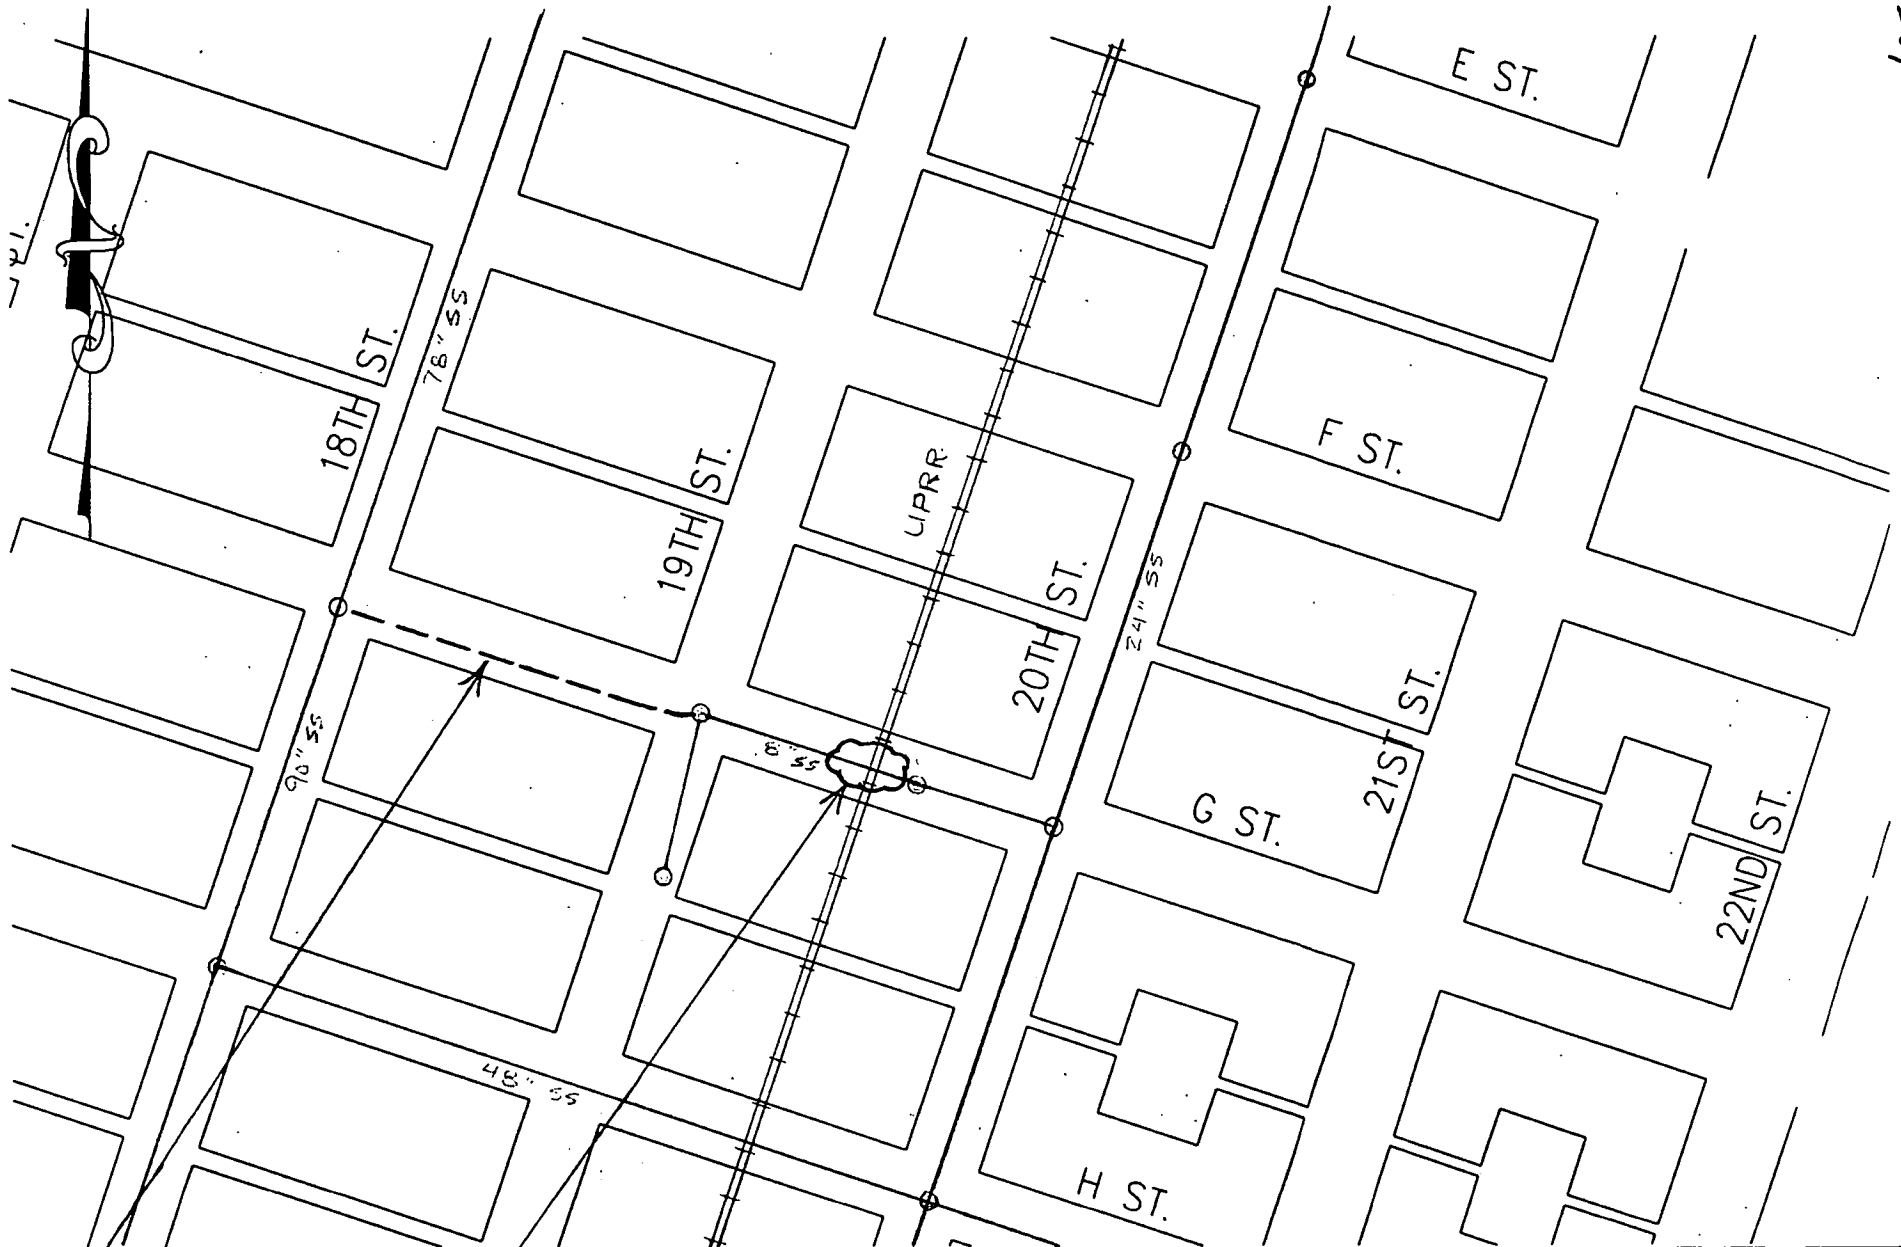 E ST.
ST.
78" SS
18TH
F ST.
ST.
UPRR.
19TH
ST.
24" SS
20TH
ST.
90" SS
8" SS
21ST
G ST.
ST.
22ND
48" SS
H ST.